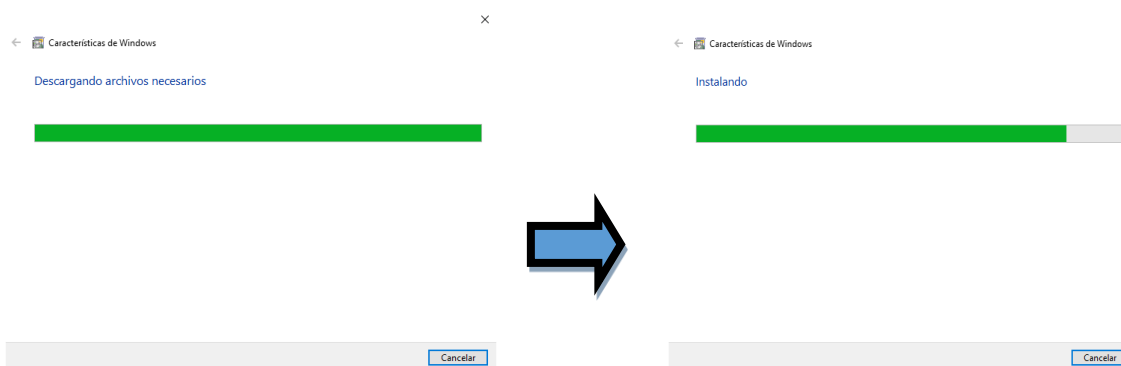 Características de Windows
Descargando archivos necesarios
Cancelar
Características de Windows
Instalando
Cancelar